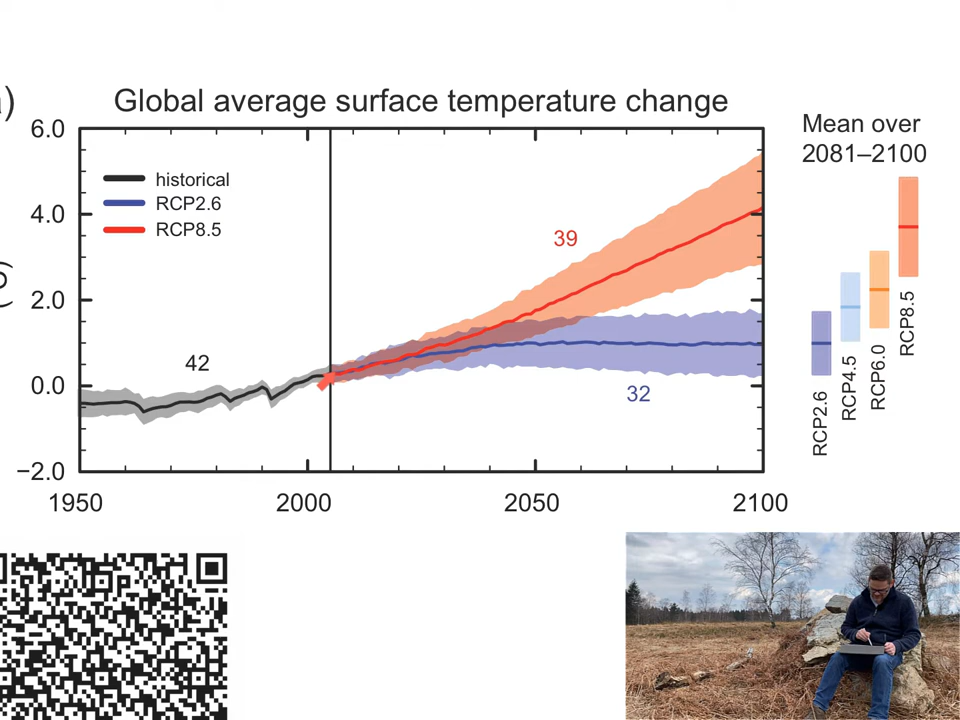 a)
Global average surface temperature change
6.0
4.0
2.0
0.0
−2.0
historical
RCP2.6
RCP8.5
42
39
32
1950
2000
2050
2100
Mean over
2081–2100
RCP2.6
RCP4.5
RCP6.0
RCP8.5